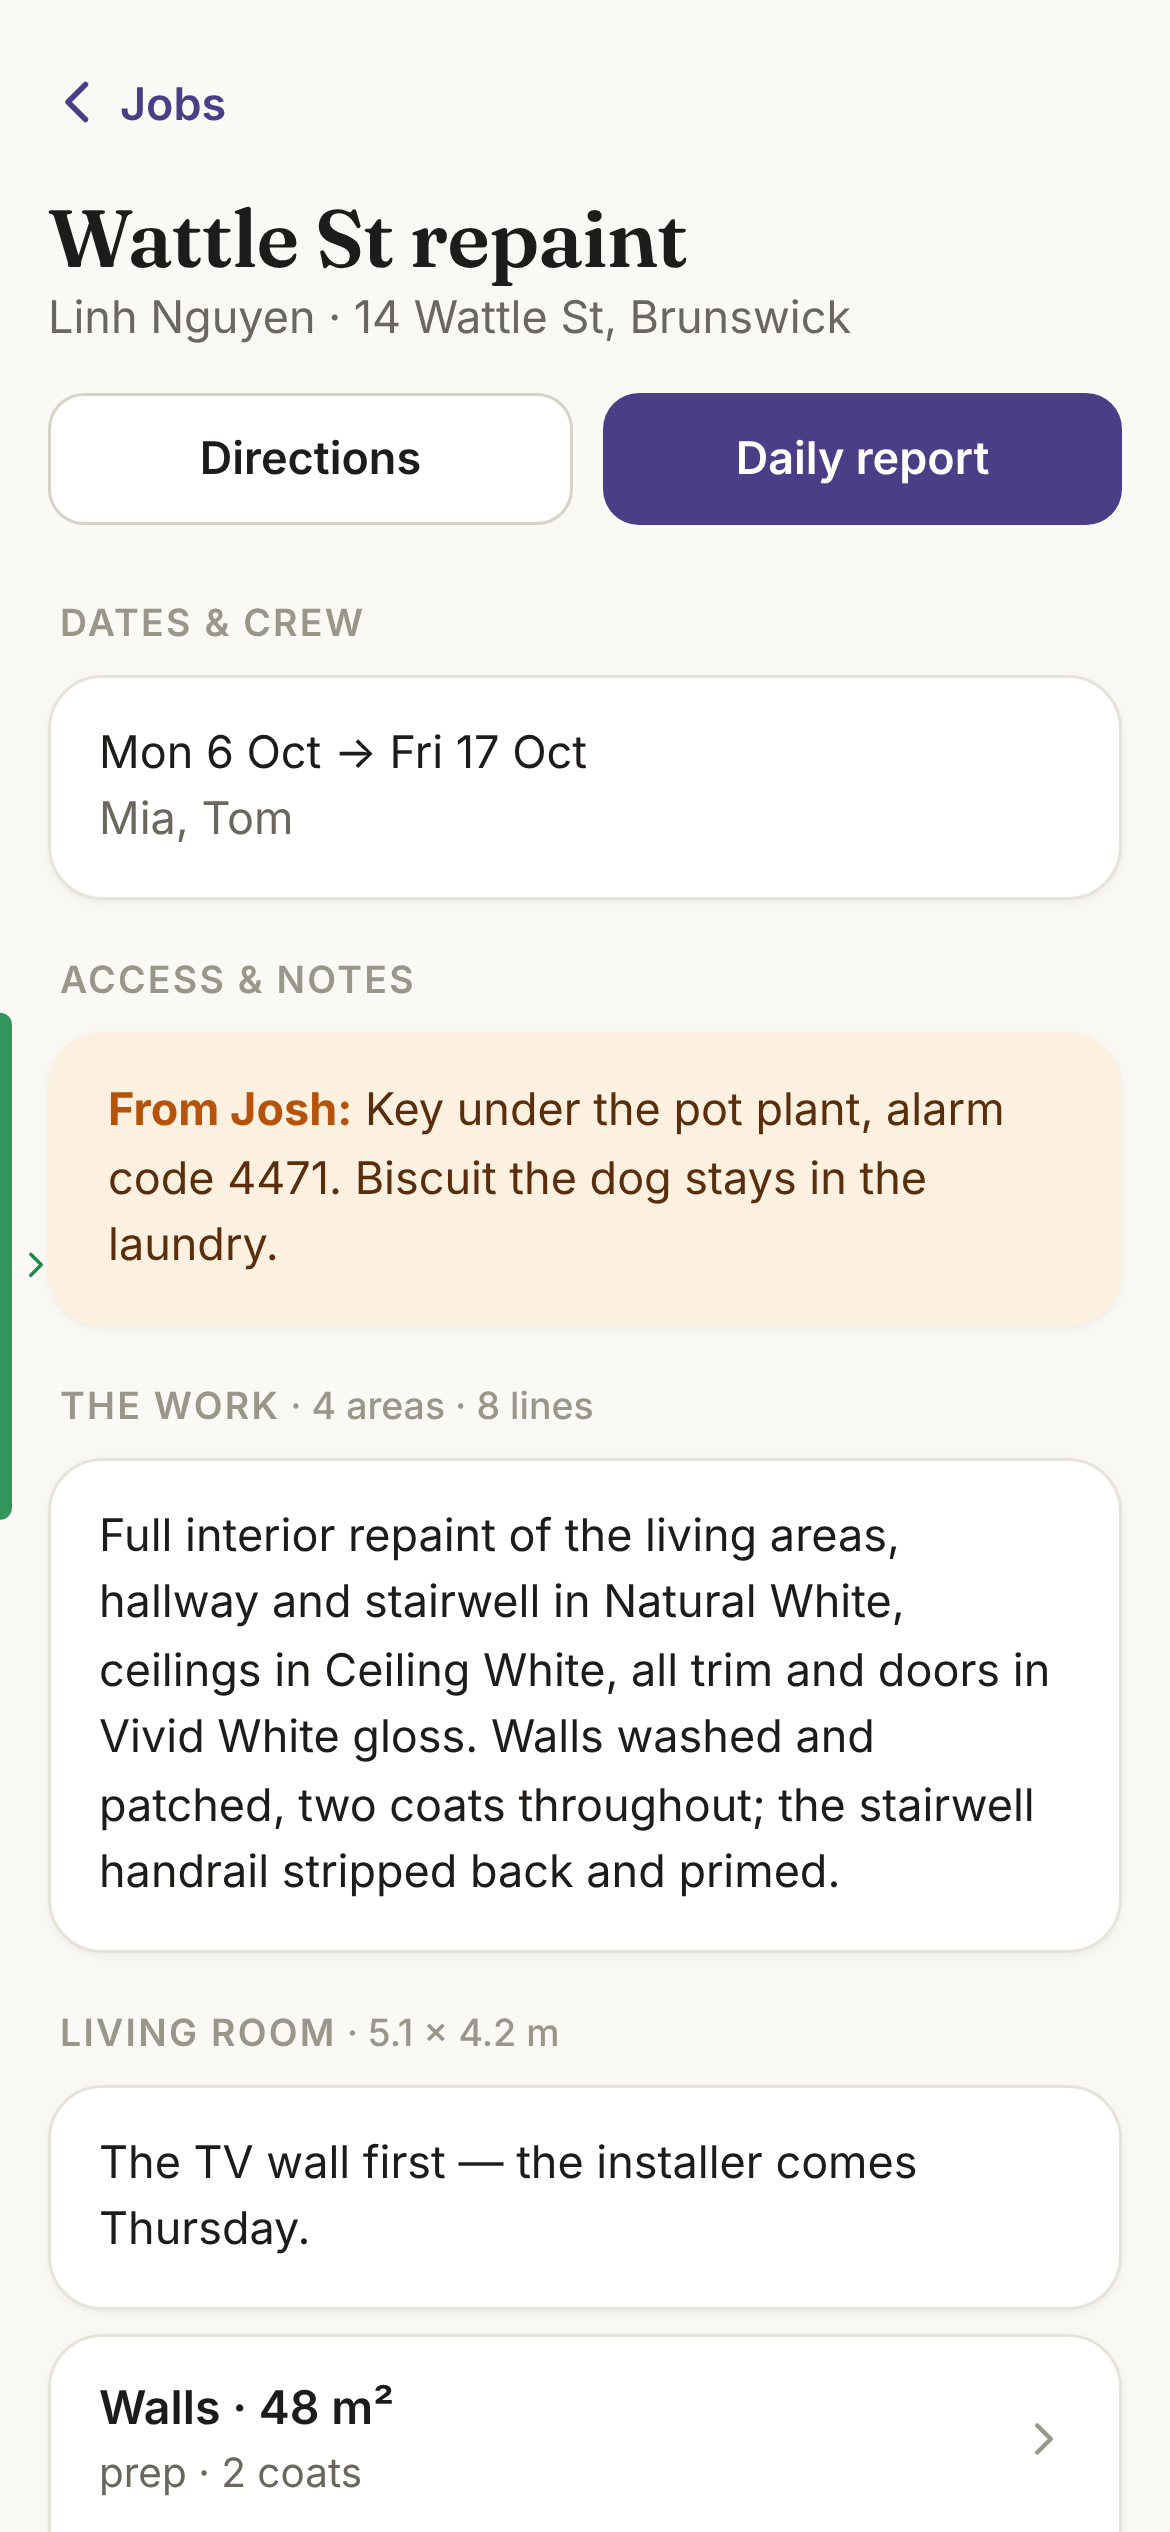 Jobs
Wattle St repaint
Linh Nguyen · 14 Wattle St, Brunswick
Directions
Daily report
DATES & CREW
Mon 6 Oct → Fri 17 Oct
Mia, Tom
ACCESS & NOTES
From Josh: Key under the pot plant, alarm
code 4471. Biscuit the dog stays in the
laundry.
THE WORK · 4 areas · 8 lines
Full interior repaint of the living areas,
hallway and stairwell in Natural White,
ceilings in Ceiling White, all trim and doors in
Vivid White gloss. Walls washed and
patched, two coats throughout; the stairwell
handrail stripped back and primed.
LIVING ROOM · 5.1 × 4.2 m
The TV wall first — the installer comes
Thursday.
Walls · 48 m²
prep · 2 coats